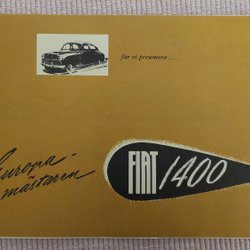 får vi presentera....
Europa-
mästaren
FIAT 1400